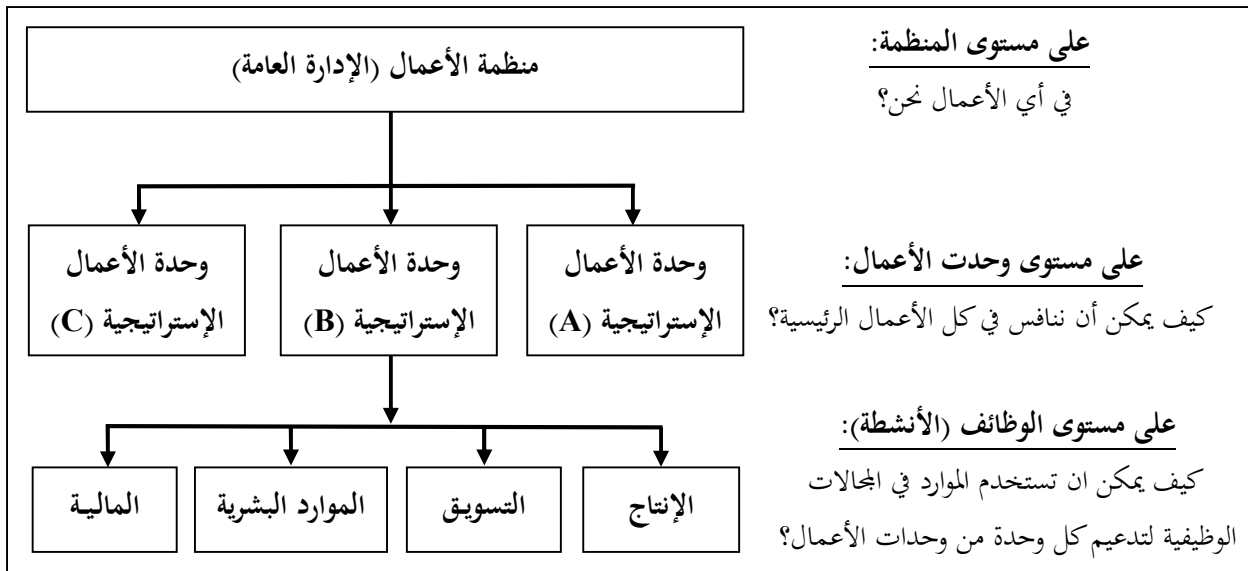 على مستوى المنظمة:
في أي الأعمال نحن؟
منظمة الأعمال (الإدارة العامة)
على مستوى وحدت الأعمال:
كيف يمكن أن ننافس في كل الأعمال الرئيسية؟
وحدة الأعمال
الإستراتيجية (A)
وحدة الأعمال
الإستراتيجية (B)
وحدة الأعمال
الإستراتيجية (C)
على مستوى الوظائف (الأنشطة):
كيف يمكن ان تستخدم الموارد في المجالات
الوظيفية لتدعيم كل وحدة من وحدات الأعمال؟
الإنتاج
التسويـق
الموارد البشرية
الماليـة